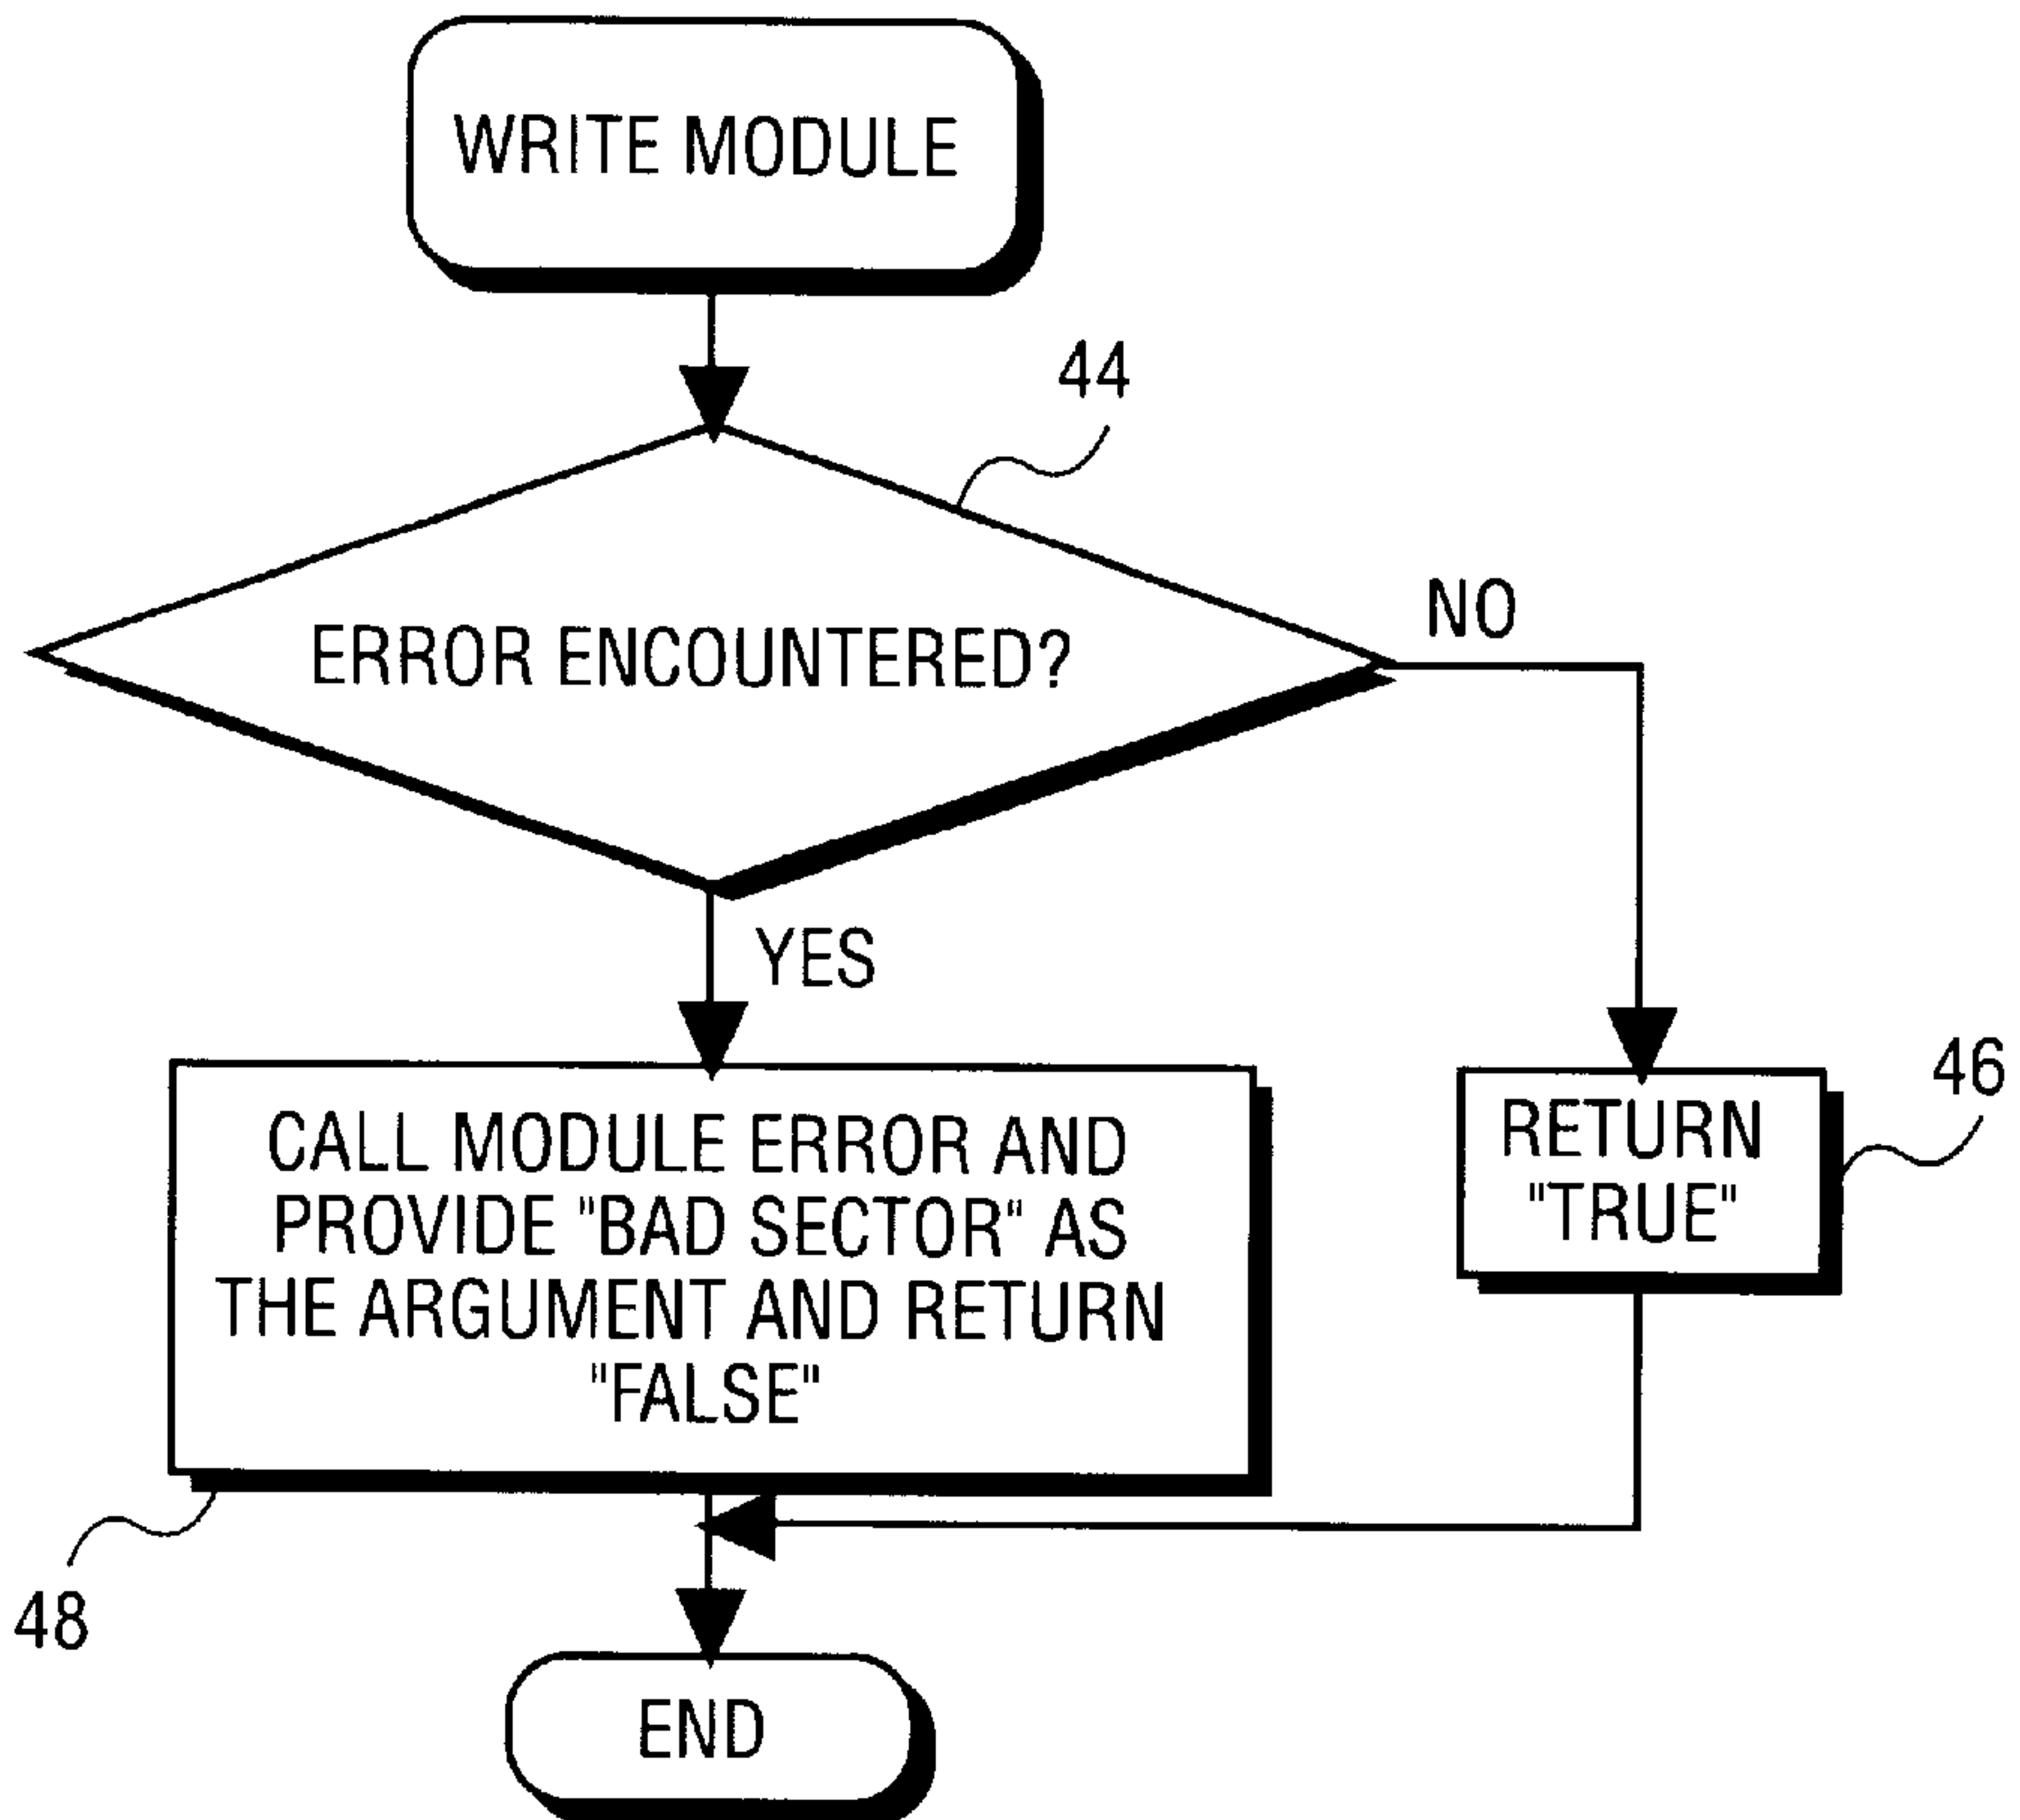 WRITE MODULE
44
ERROR ENCOUNTERED?
NO
YES
CALL MODULE ERROR AND
PROVIDE "BAD SECTOR" AS
THE ARGUMENT AND RETURN
"FALSE"
RETURN
"TRUE"
46
48
END